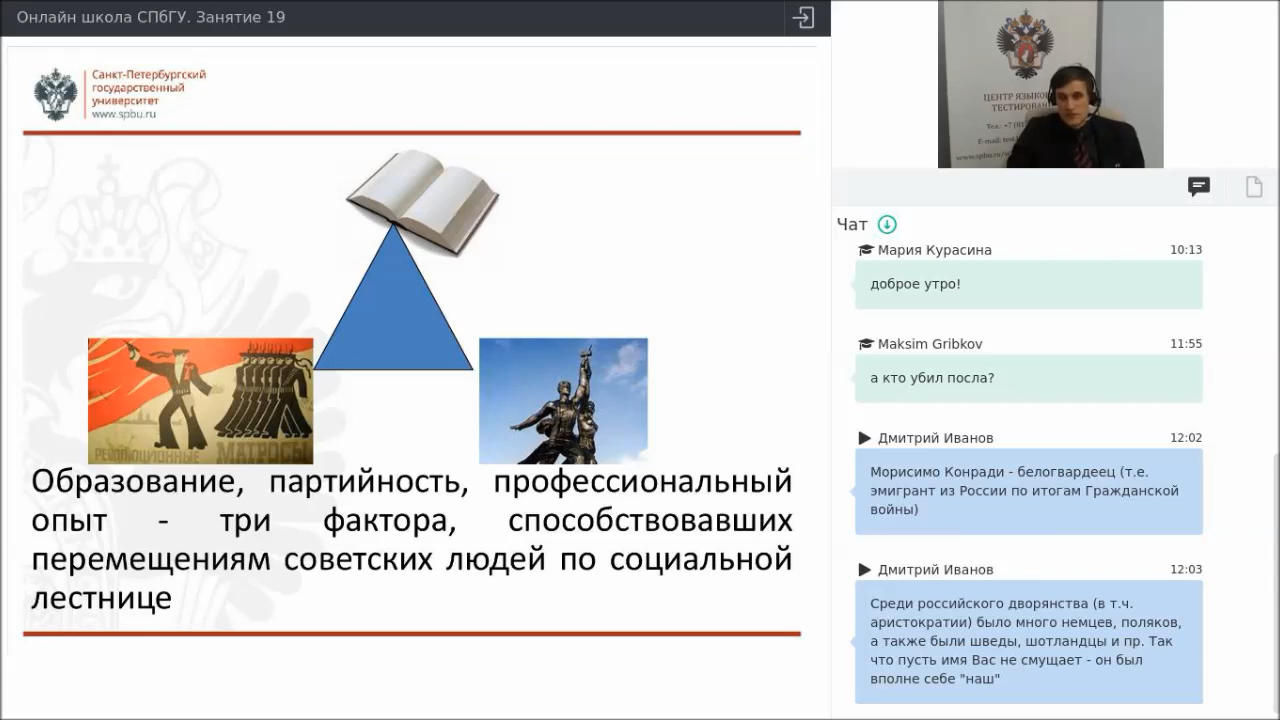 Онлайн школа СПбГУ. Занятие 19
Санкт-Петербургский
государственный
университет
www.spbu.ru
РЕВОЛЮЦИОННЫЕ МАТРОСЫ
Образование, партийность, профессиональный
опыт - три фактора, способствовавших
перемещениям советских людей по социальной
лестнице
ЦЕНТР
ТЕСТИРОВАН
Тел.: +7
E-mail:
Чат
Мария Курасина 10:13
доброе утро!
Maksim Gribkov 11:55
а кто убил посла?
Дмитрий Иванов 12:02
Морисимо Конради - белогвардеец (т.е.
эмигрант из России по итогам Гражданской
войны)
Дмитрий Иванов 12:03
Среди российского дворянства (в т.ч.
аристократии) было много немцев, поляков,
а также были шведы, шотландцы и пр. Так
что пусть имя Вас не смущает - он был
вполне себе "наш"